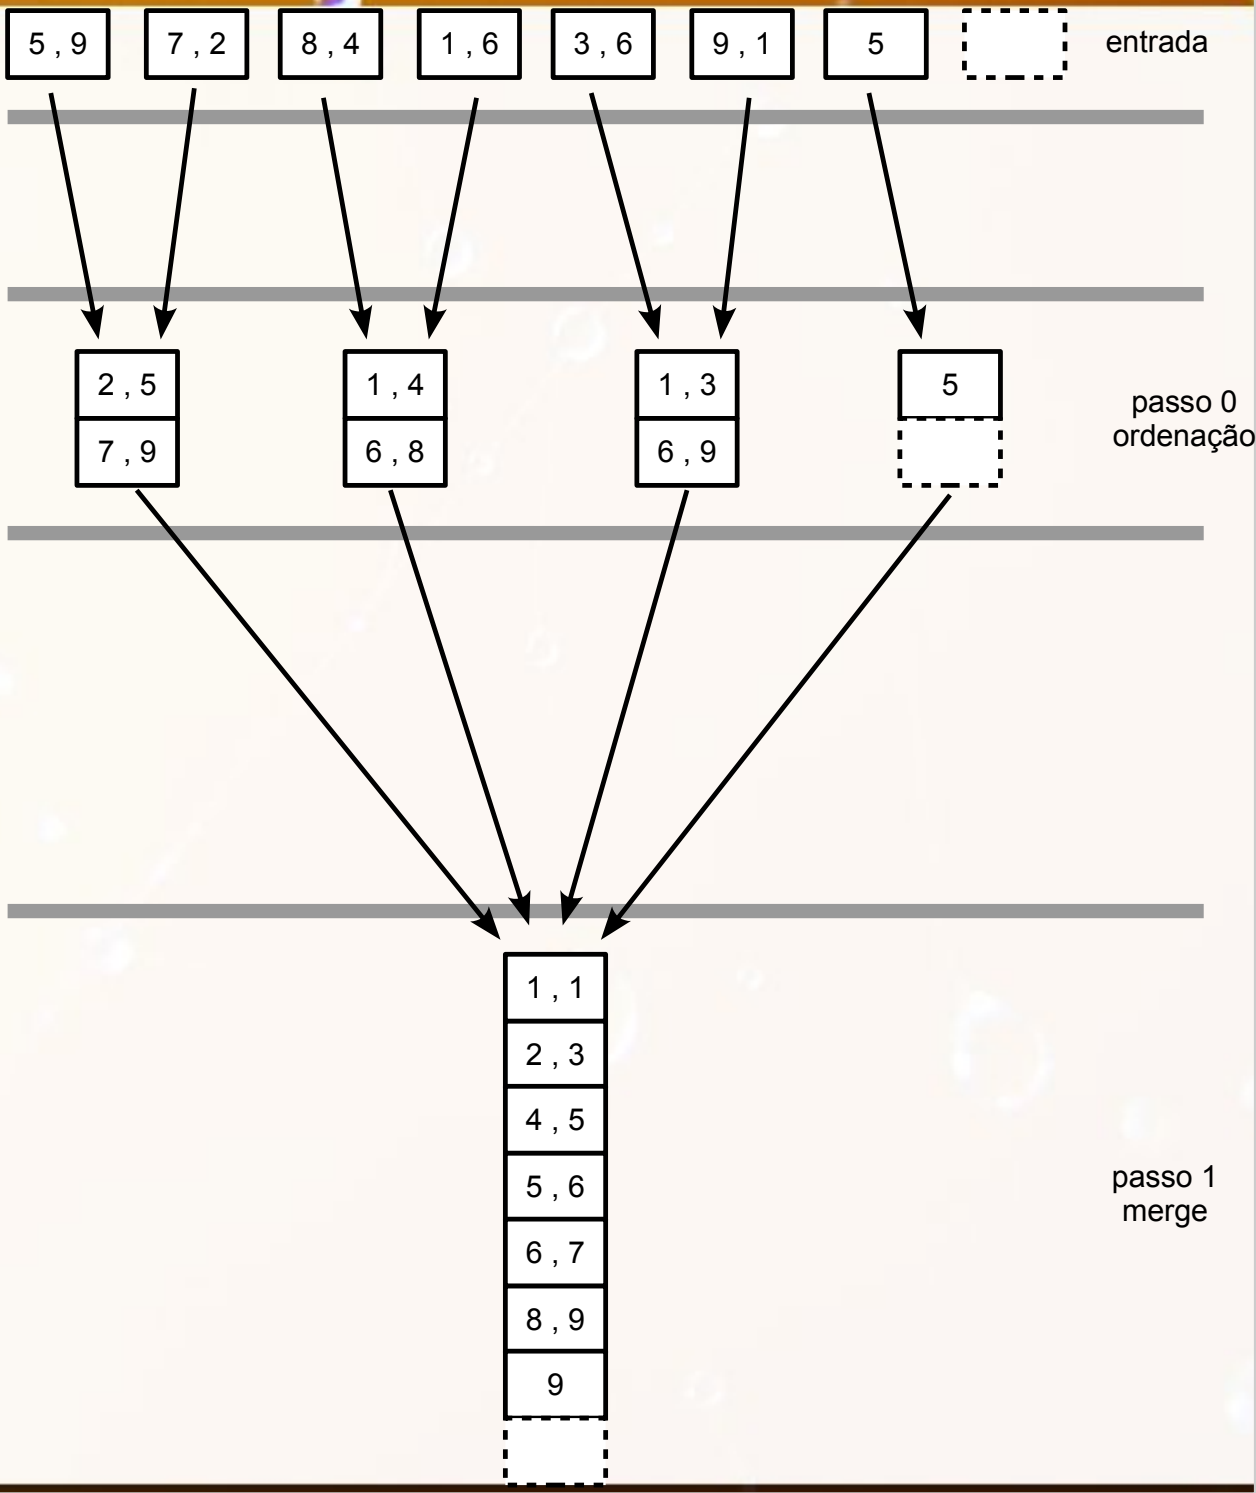 5 , 9
7 , 2
8 , 4
1 , 6
3 , 6
9 , 1
5
entrada
2 , 5
7 , 9
1 , 4
6 , 8
1 , 3
6 , 9
5
passo 0
ordenação
1 , 1
2 , 3
4 , 5
5 , 6
6 , 7
8 , 9
9
passo 1
merge